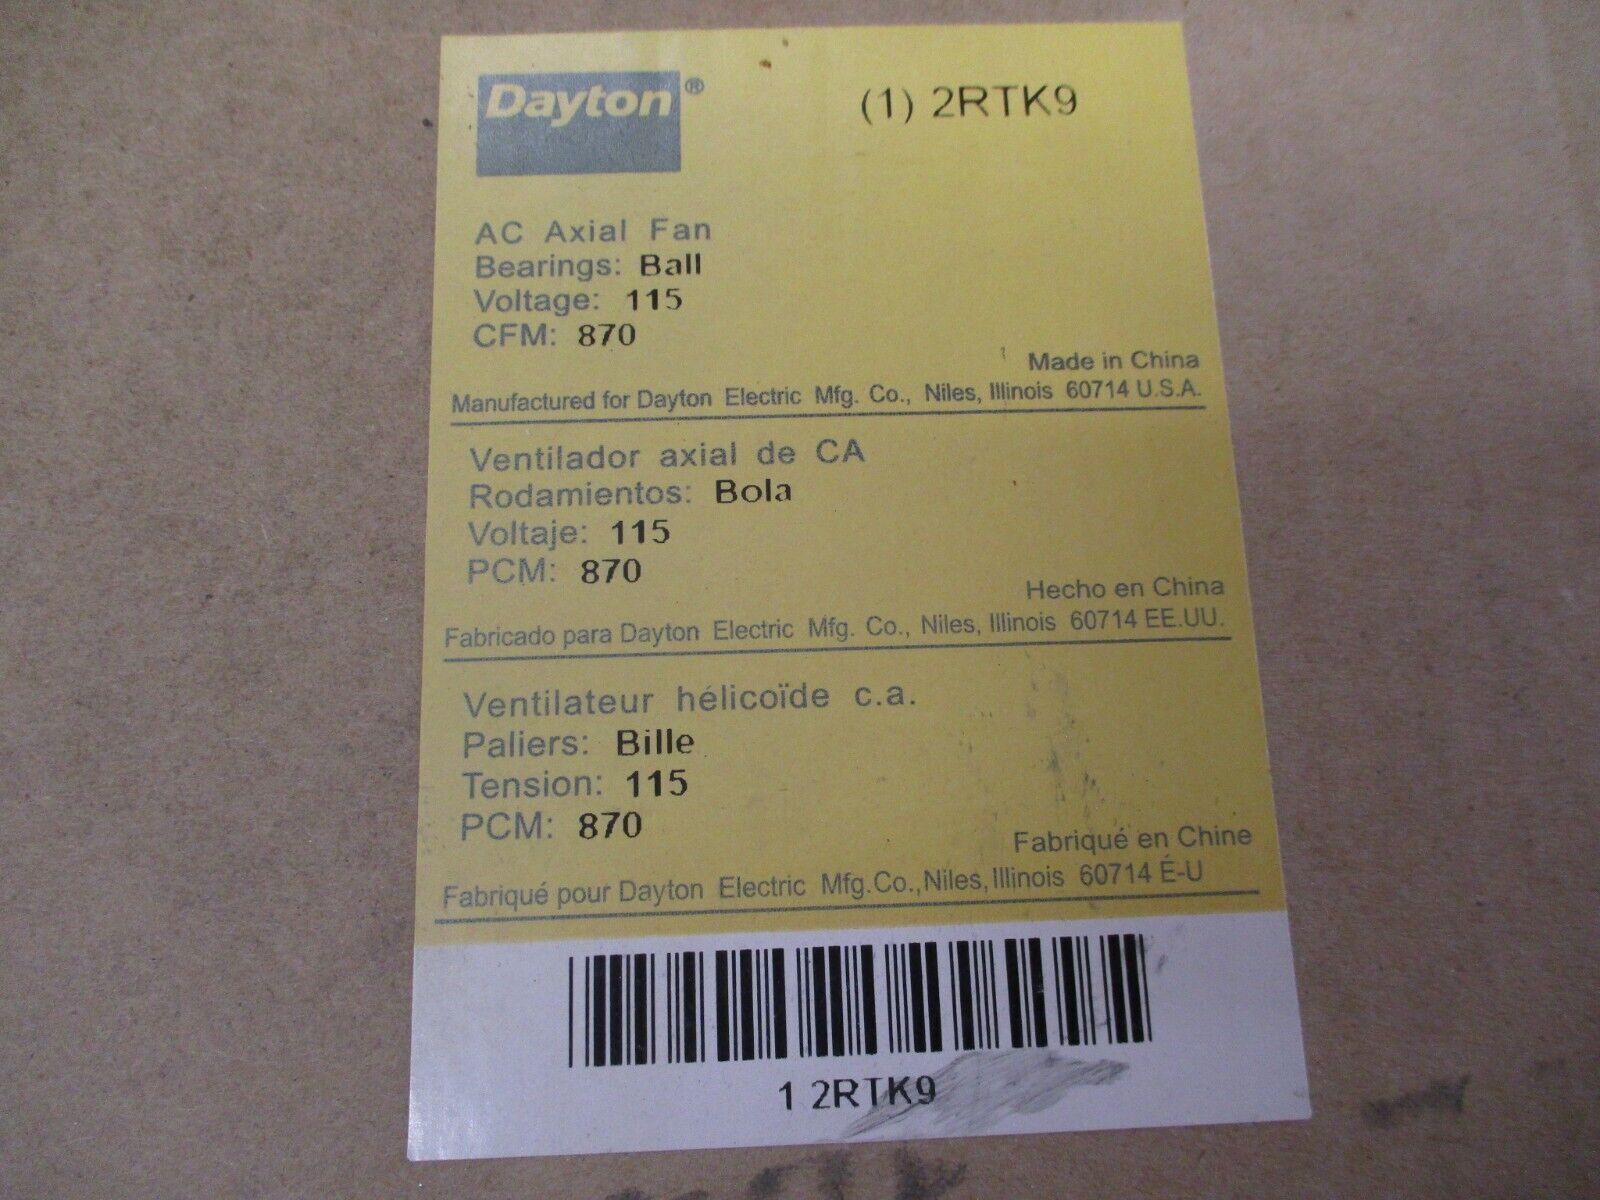 Dayton®
(1) 2RTK9
AC Axial Fan
Bearings: Ball
Voltage: 115
CFM: 870
Made in China
Manufactured for Dayton Electric Mfg. Co., Niles, Illinois 60714 U.S.A.
Ventilador axial de CA
Rodamientos: Bola
Voltaje: 115
PCM: 870
Hecho en China
Fabricado para Dayton Electric Mfg. Co., Niles, Illinois 60714 EE.UU.
Ventilateur hélicoïde c.a.
Paliers: Bille
Tension: 115
PCM: 870
Fabriqué en Chine
Fabriqué pour Dayton Electric Mfg.Co.,Niles,Illinois 60714 É-U
1 2RTK9